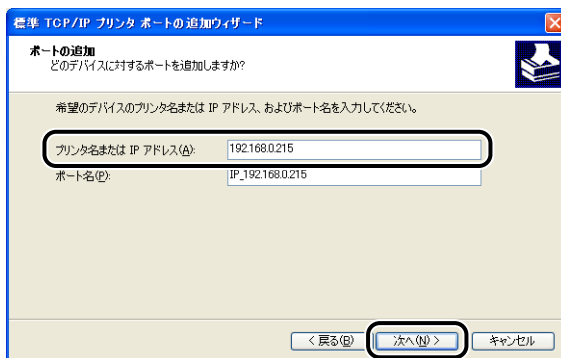 標準 TCP/IP プリンタ ポートの追加ウィザード
ポートの追加
どのデバイスに対するポートを追加しますか?
希望のデバイスのプリンタ名または IP アドレス、およびポート名を入力してください。
プリンタ名または IP アドレス(A): 192.168.0.215
ポート名(P): IP_192.168.0.215
< 戻る(B) 次へ(N) > キャンセル